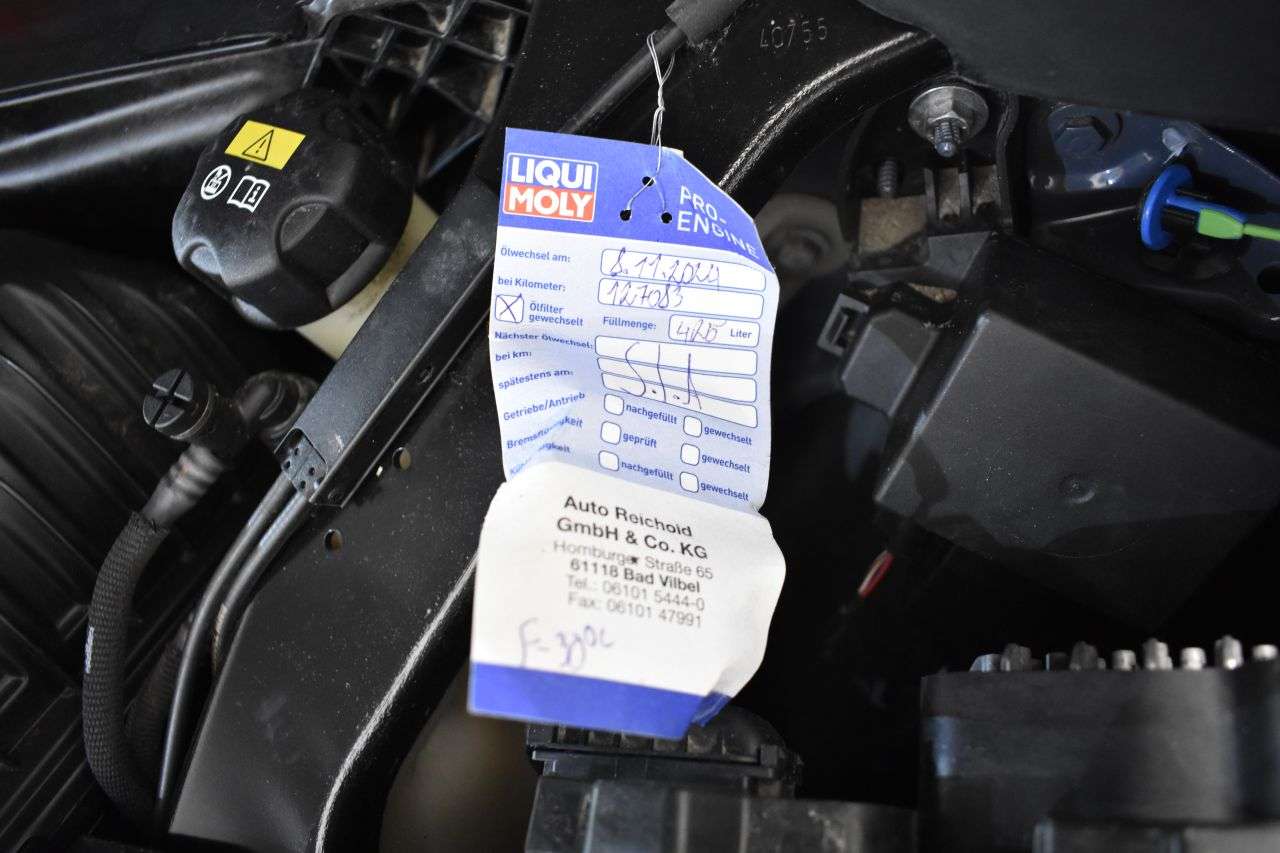 40755
LIQUI
MOLY
PRO-
ENGINE
Ölwechsel am: 8.11.2024
bei Kilometer: 127083
Ölfilter
gewechselt
Füllmenge: 4,25 Liter
Nächster Ölwechsel:
bei km:
spätestens am:
Getriebe/Antrieb nachgefüllt gewechselt
Bremsflüssigkeit geprüft gewechselt
nachgefüllt gewechselt
Auto Reichold
GmbH & Co. KG
Homburger Straße 65
61118 Bad Vilbel
Tel.: 06101 5444-0
Fax: 06101 47991